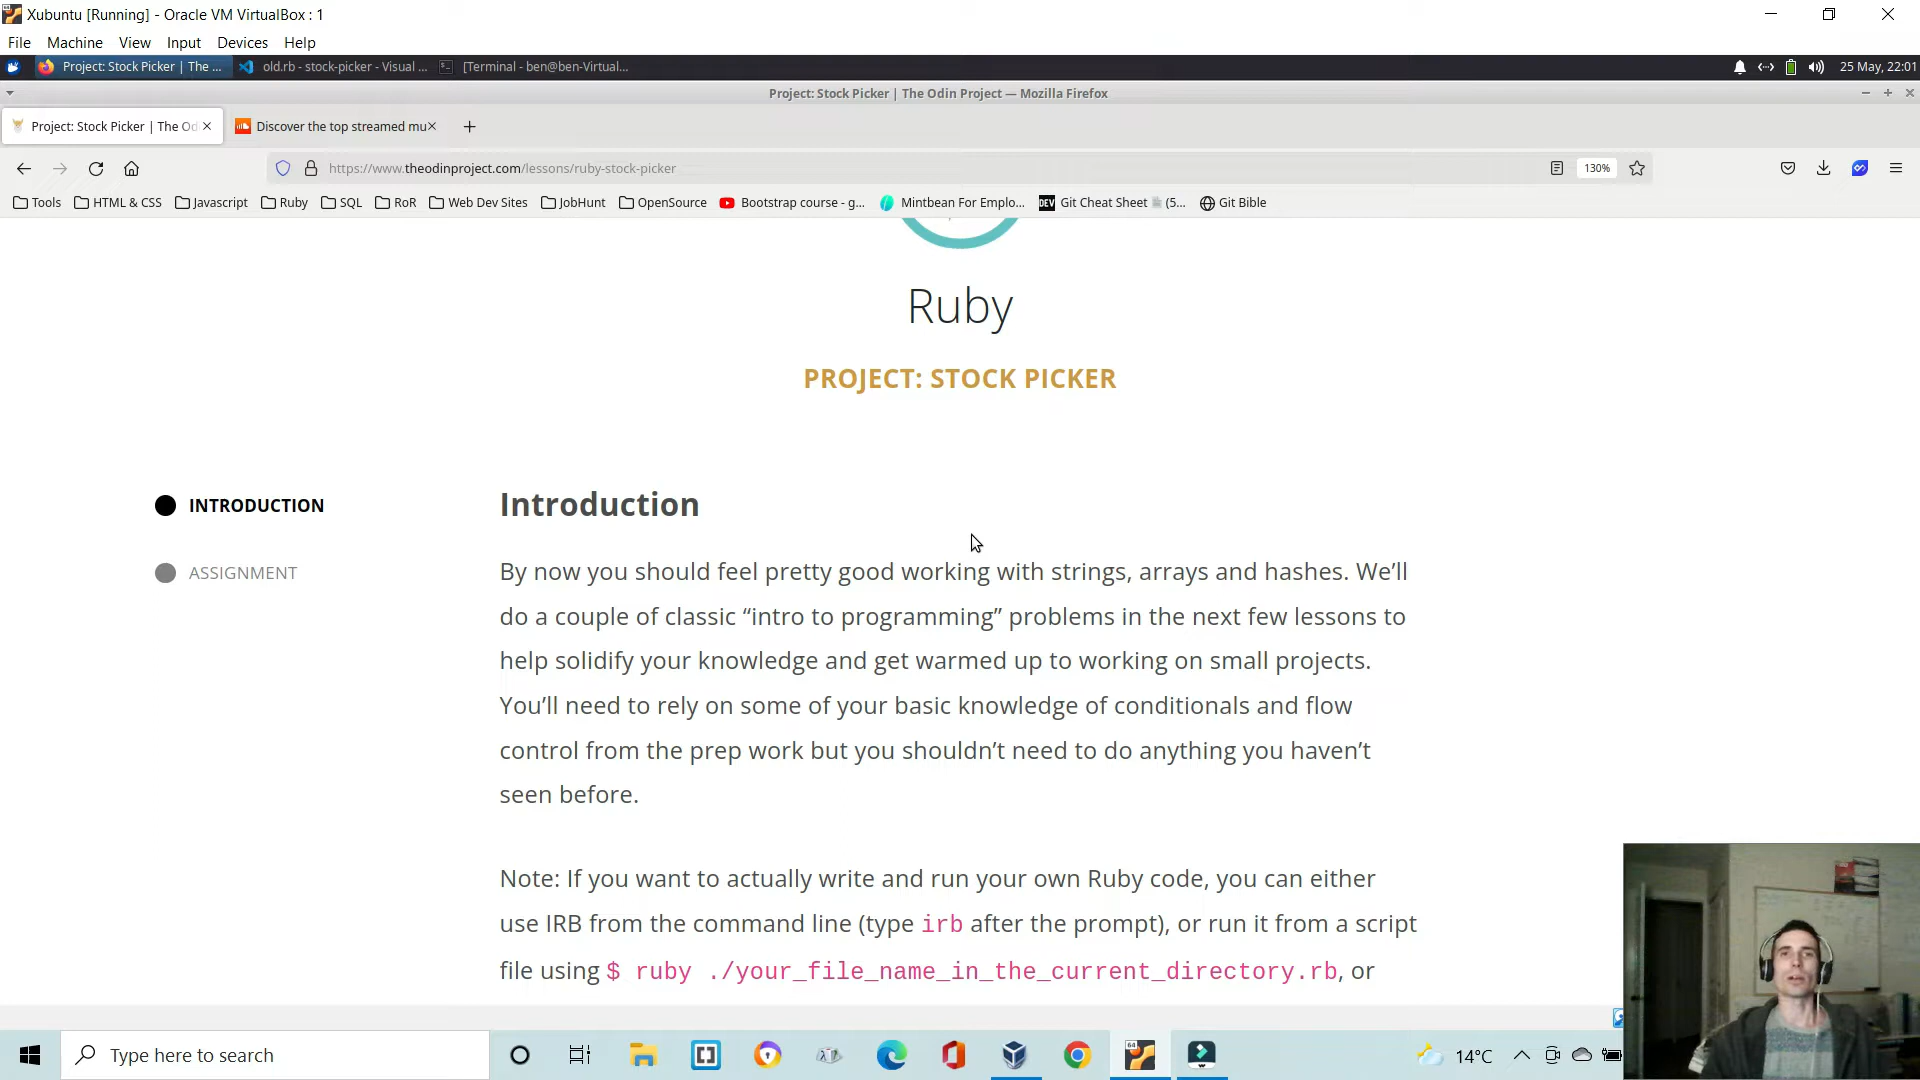 Xubuntu [Running] - Oracle VM VirtualBox : 1
File Machine View Input Devices Help
Project: Stock Picker | The ... old.rb - stock-picker - Visual ... [Terminal - ben@ben-Virtual... 25 May, 22:01
Project: Stock Picker | The Odin Project — Mozilla Firefox
Project: Stock Picker | The Od Discover the top streamed mu
https://www.theodinproject.com/lessons/ruby-stock-picker 130%
Tools HTML & CSS Javascript Ruby SQL RoR Web Dev Sites JobHunt OpenSource Bootstrap course - g... Mintbean For Emplo... DEV Git Cheat Sheet (5... Git Bible
Ruby
PROJECT: STOCK PICKER
INTRODUCTION
ASSIGNMENT
Introduction
By now you should feel pretty good working with strings, arrays and hashes. We’ll
do a couple of classic “intro to programming” problems in the next few lessons to
help solidify your knowledge and get warmed up to working on small projects.
You’ll need to rely on some of your basic knowledge of conditionals and flow
control from the prep work but you shouldn’t need to do anything you haven’t
seen before.
Note: If you want to actually write and run your own Ruby code, you can either
use IRB from the command line (type irb after the prompt), or run it from a script
file using $ ruby ./your_file_name_in_the_current_directory.rb, or
Type here to search
64
14°C